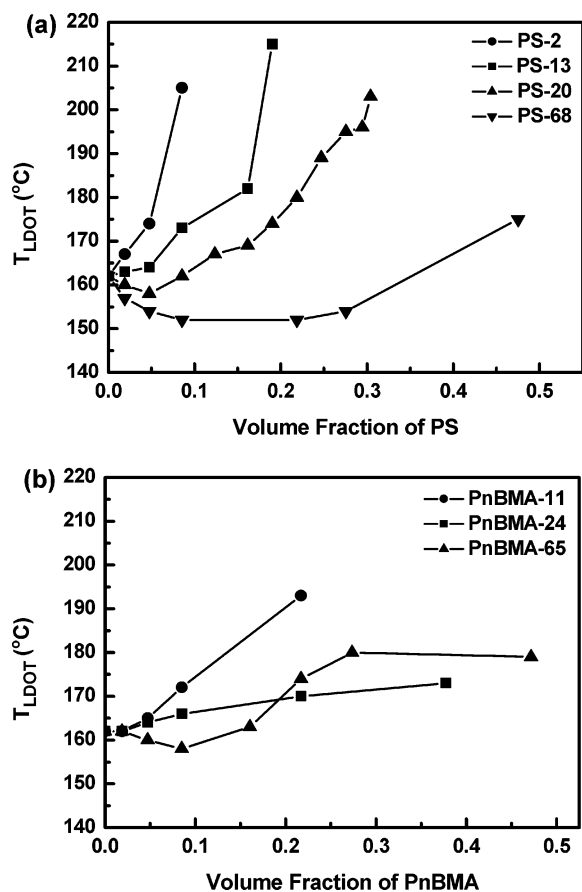 (a)
PS-2
PS-13
PS-20
PS-68
220
210
200
190
180
170
160
150
140
T_LDOT (°C)
0.0 0.1 0.2 0.3 0.4 0.5
Volume Fraction of PS
(b)
PnBMA-11
PnBMA-24
PnBMA-65
220
210
200
190
180
170
160
150
140
T_LDOT (°C)
0.0 0.1 0.2 0.3 0.4 0.5
Volume Fraction of PnBMA